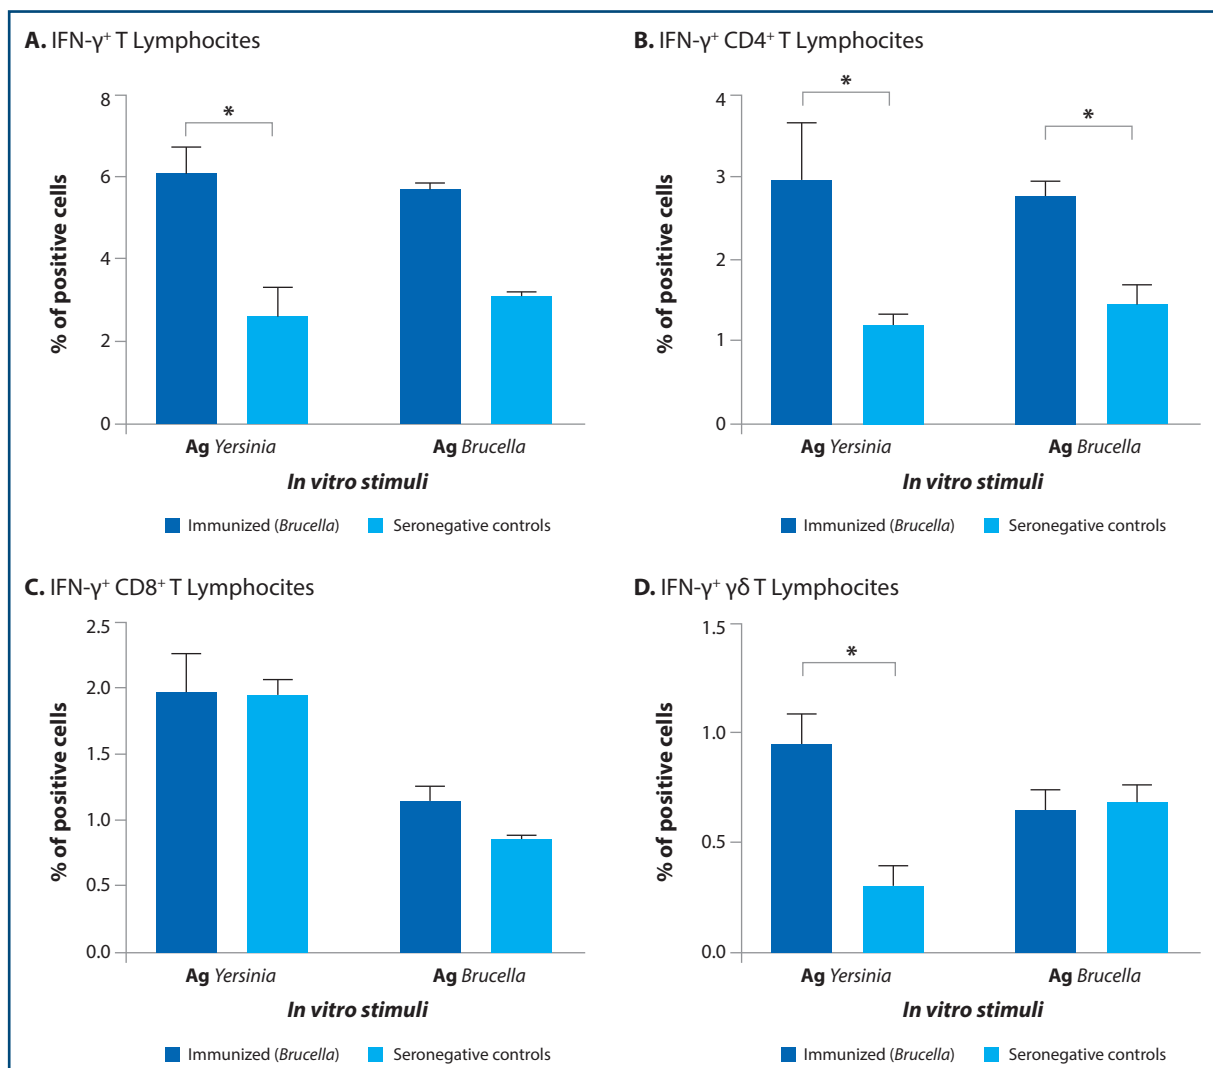 A. IFN-γ⁺ T Lymphocites
8
6
4
2
0
% of positive cells
*
Ag Yersinia
Ag Brucella
In vitro stimuli
Immunized (Brucella)
Seronegative controls
B. IFN-γ⁺ CD4⁺ T Lymphocites
4
3
2
1
0
% of positive cells
*
*
Ag Yersinia
Ag Brucella
In vitro stimuli
Immunized (Brucella)
Seronegative controls
C. IFN-γ⁺ CD8⁺ T Lymphocites
2.5
2.0
1.5
1.0
0.5
0.0
% of positive cells
Ag Yersinia
Ag Brucella
In vitro stimuli
Immunized (Brucella)
Seronegative controls
D. IFN-γ⁺ γδ T Lymphocites
1.5
1.0
0.5
0.0
% of positive cells
*
Ag Yersinia
Ag Brucella
In vitro stimuli
Immunized (Brucella)
Seronegative controls